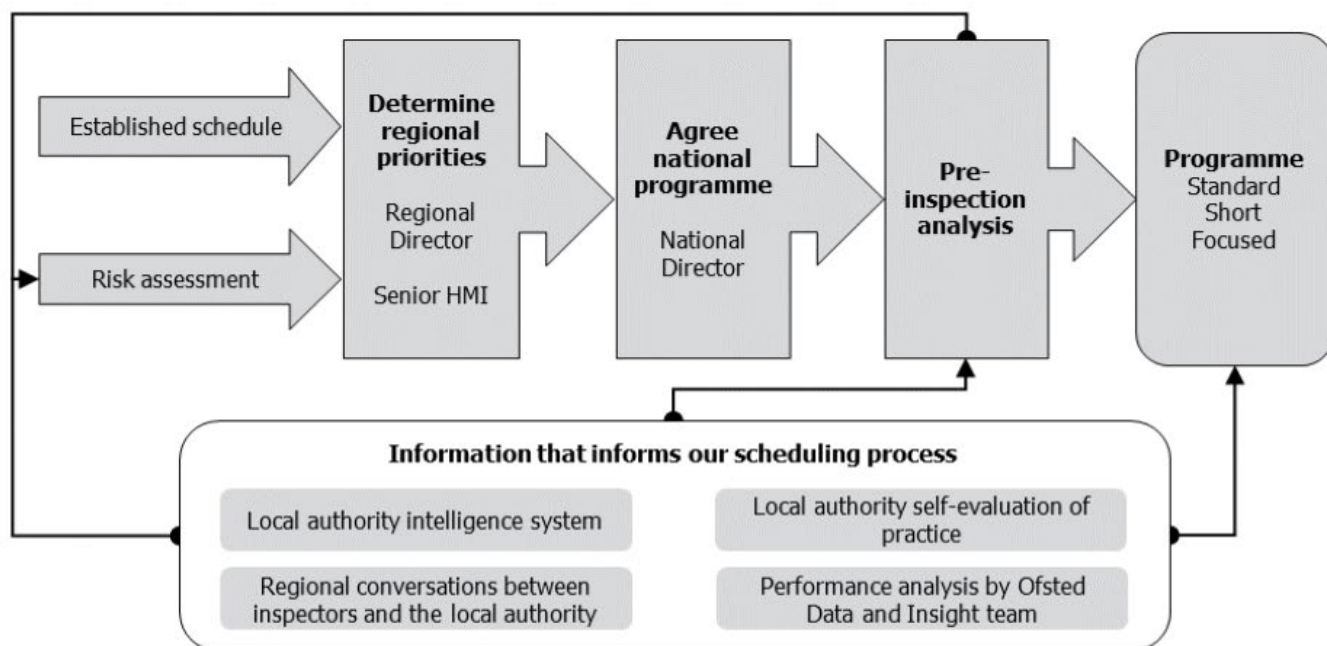 Established schedule
Risk assessment
Determine
regional
priorities
Regional
Director
Senior HMI
Agree
national
programme
National
Director
Pre-
inspection
analysis
Programme
Standard
Short
Focused
Information that informs our scheduling process
Local authority intelligence system
Local authority self-evaluation of
practice
Regional conversations between
inspectors and the local authority
Performance analysis by Ofsted
Data and Insight team